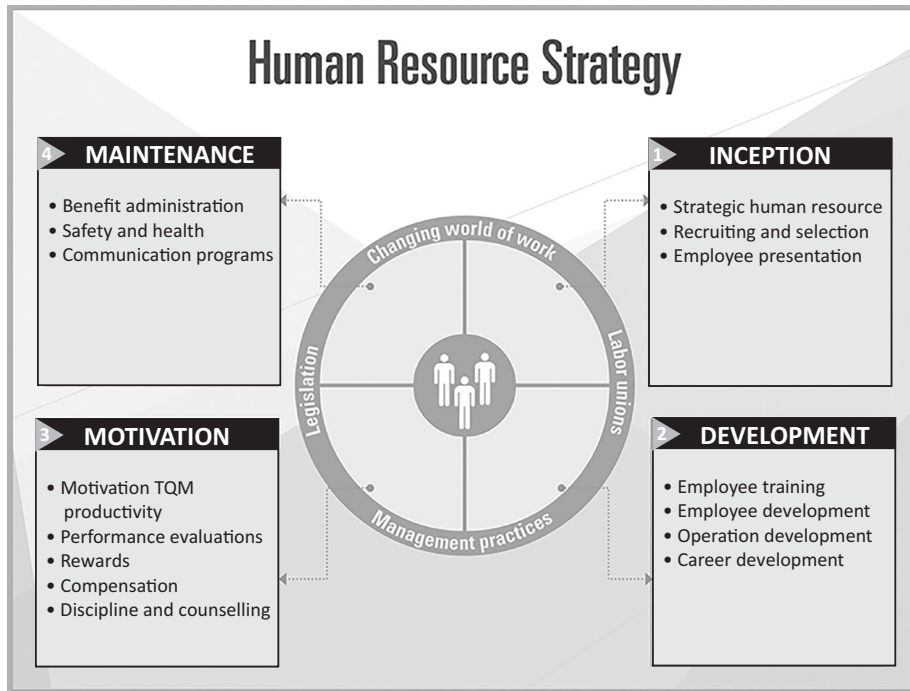 Human Resource Strategy
4 MAINTENANCE
• Benefit administration
• Safety and health
• Communication programs
1 INCEPTION
• Strategic human resource
• Recruiting and selection
• Employee presentation
Changing world of work
Legislation
Labor unions
Management practices
3 MOTIVATION
• Motivation TQM
productivity
• Performance evaluations
• Rewards
• Compensation
• Discipline and counselling
2 DEVELOPMENT
• Employee training
• Employee development
• Operation development
• Career development